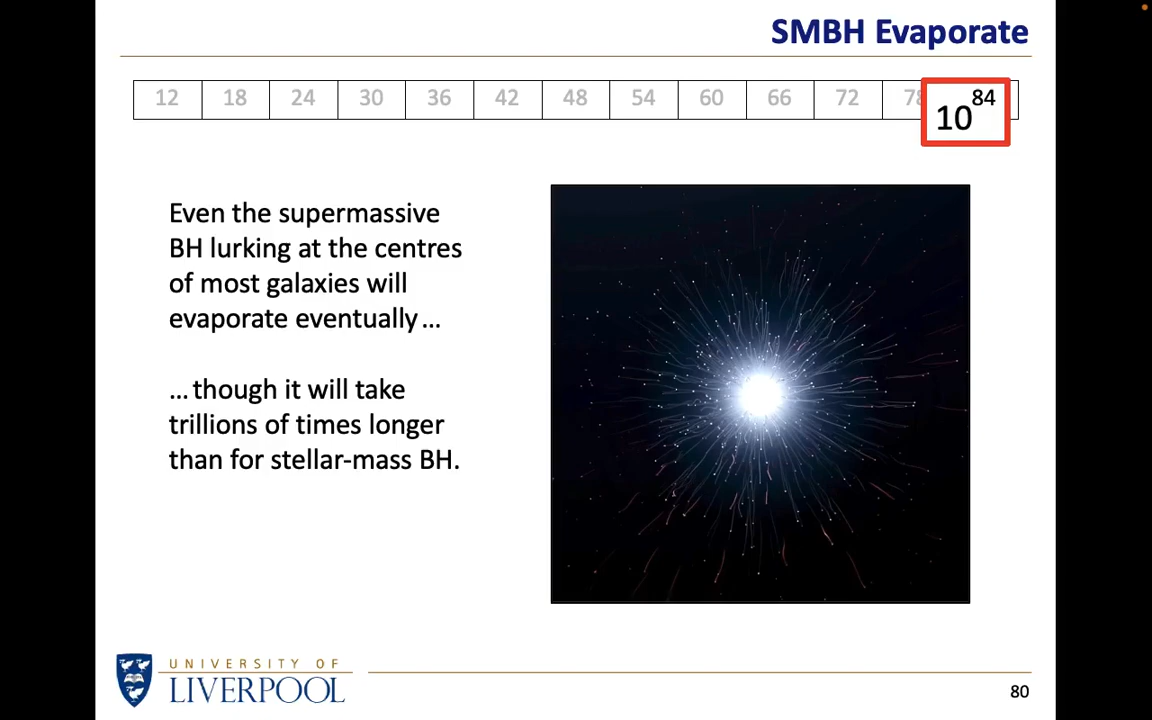 SMBH Evaporate
12 18 24 30 36 42 48 54 60 66 72 78 10^84
Even the supermassive
BH lurking at the centres
of most galaxies will
evaporate eventually …
… though it will take
trillions of times longer
than for stellar-mass BH.
UNIVERSITY OF
LIVERPOOL
80